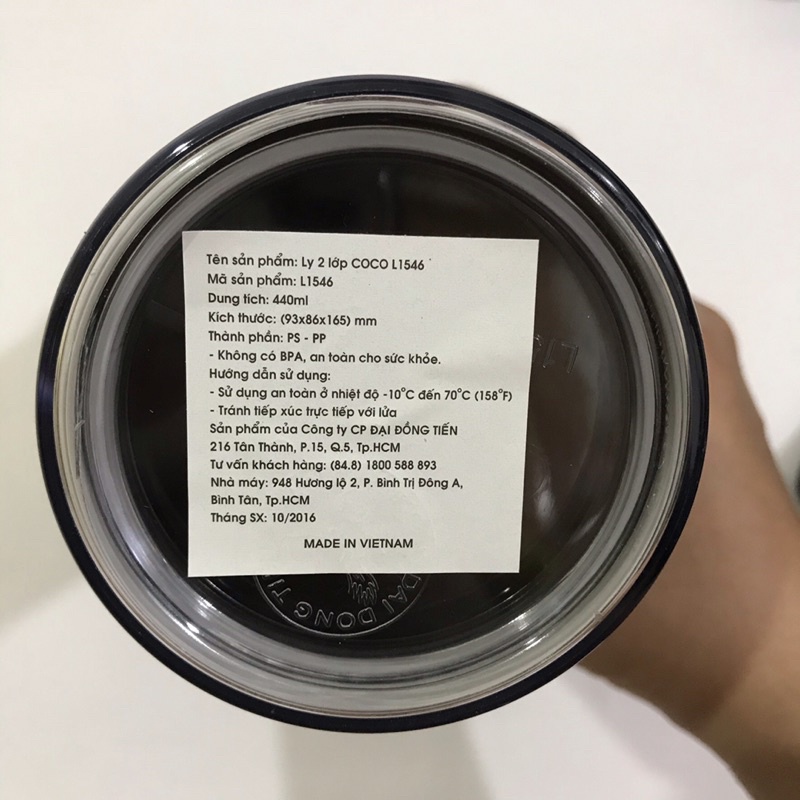 Tên sản phẩm: Ly 2 lớp COCO L1546
Mã sản phẩm: L1546
Dung tích: 440ml
Kích thước: (93x86x165) mm
Thành phần: PS - PP
- Không có BPA, an toàn cho sức khỏe.
Hướng dẫn sử dụng:
- Sử dụng an toàn ở nhiệt độ -10°C đến 70°C (158°F)
- Tránh tiếp xúc trực tiếp với lửa
Sản phẩm của Công ty CP ĐẠI ĐỒNG TIẾN
216 Tân Thành, P.15, Q.5, Tp.HCM
Tư vấn khách hàng: (84.8) 1800 588 893
Nhà máy: 948 Hương lộ 2, P. Bình Trị Đông A,
Bình Tân, Tp.HCM
Tháng SX: 10/2016
MADE IN VIETNAM
DAI DONG